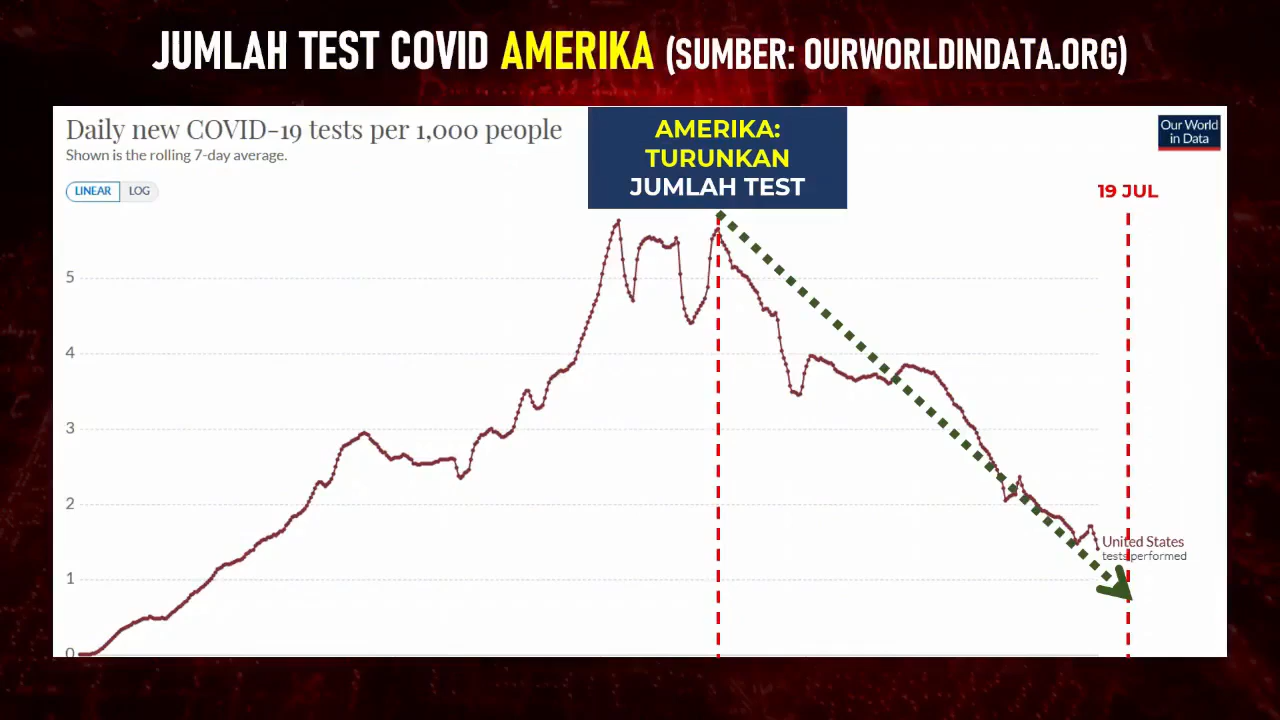 JUMLAH TEST COVID AMERIKA (SUMBER: OURWORLDINDATA.ORG)
Daily new COVID-19 tests per 1,000 people
Shown is the rolling 7-day average.
LINEAR LOG
AMERIKA:
TURUNKAN
JUMLAH TEST
Our World
in Data
19 JUL
5
4
3
2
1
0
United States
tests performed